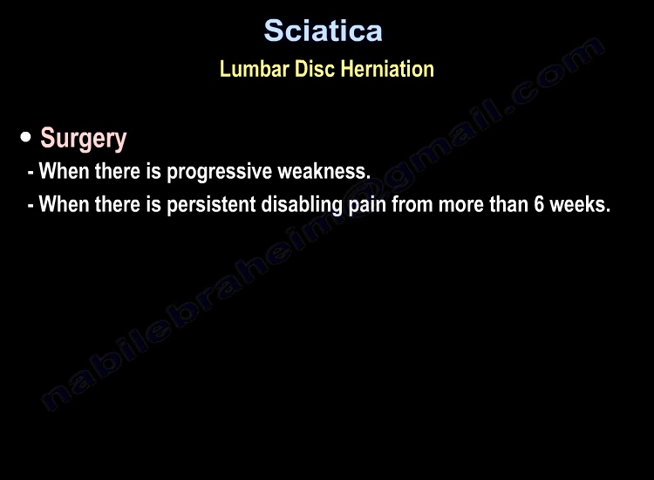 Sciatica
Lumbar Disc Herniation
• Surgery
- When there is progressive weakness.
- When there is persistent disabling pain from more than 6 weeks.
nabilebraheim@gmail.com